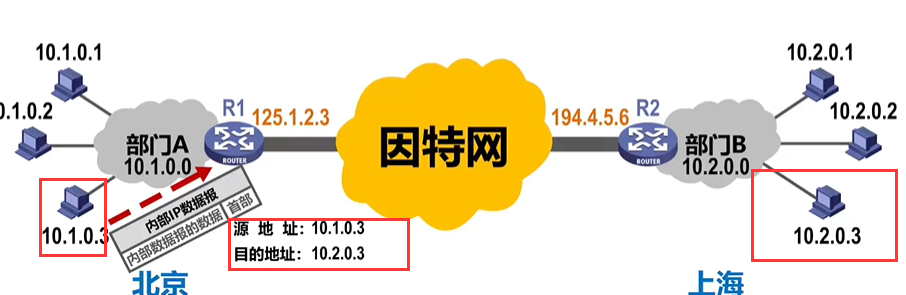 10.1.0.1
0.1.0.2
10.1.0.3
部门A
10.1.0.0
R1
ROUTER
125.1.2.3
内部IP数据报
内部数据报的数据 首部
源 地 址：10.1.0.3
目的地址：10.2.0.3
北京
因特网
194.4.5.6
R2
ROUTER
部门B
10.2.0.0
10.2.0.1
10.2.0.2
10.2.0.3
上海